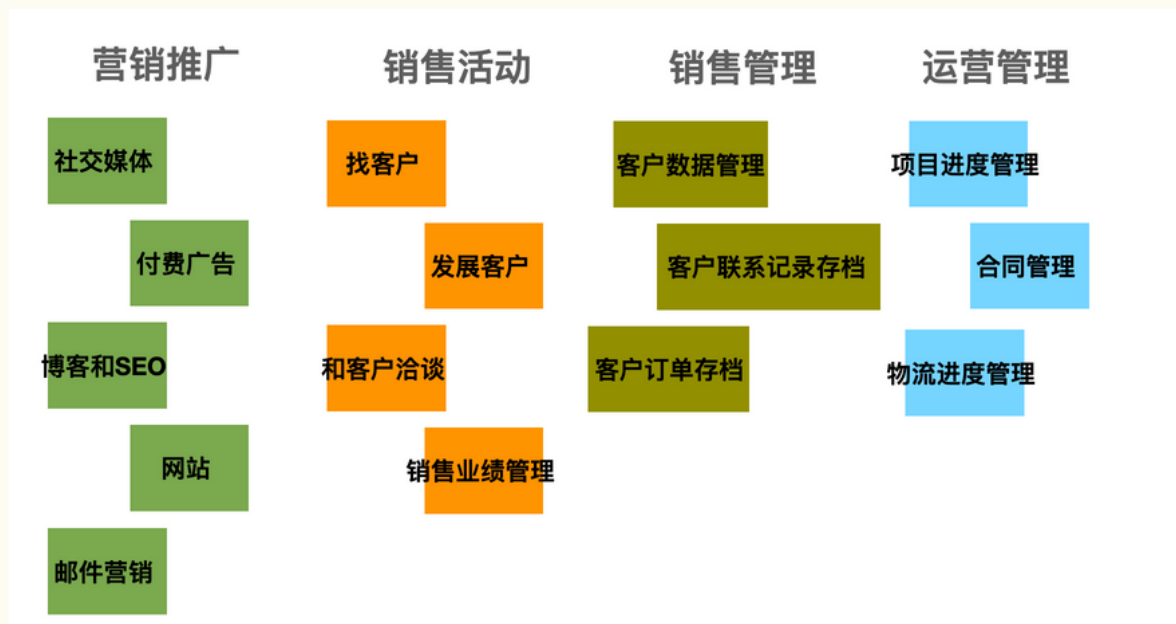 营销推广
社交媒体
付费广告
博客和SEO
网站
邮件营销
销售活动
找客户
发展客户
和客户洽谈
销售业绩管理
销售管理
客户数据管理
客户联系记录存档
客户订单存档
运营管理
项目进度管理
合同管理
物流进度管理